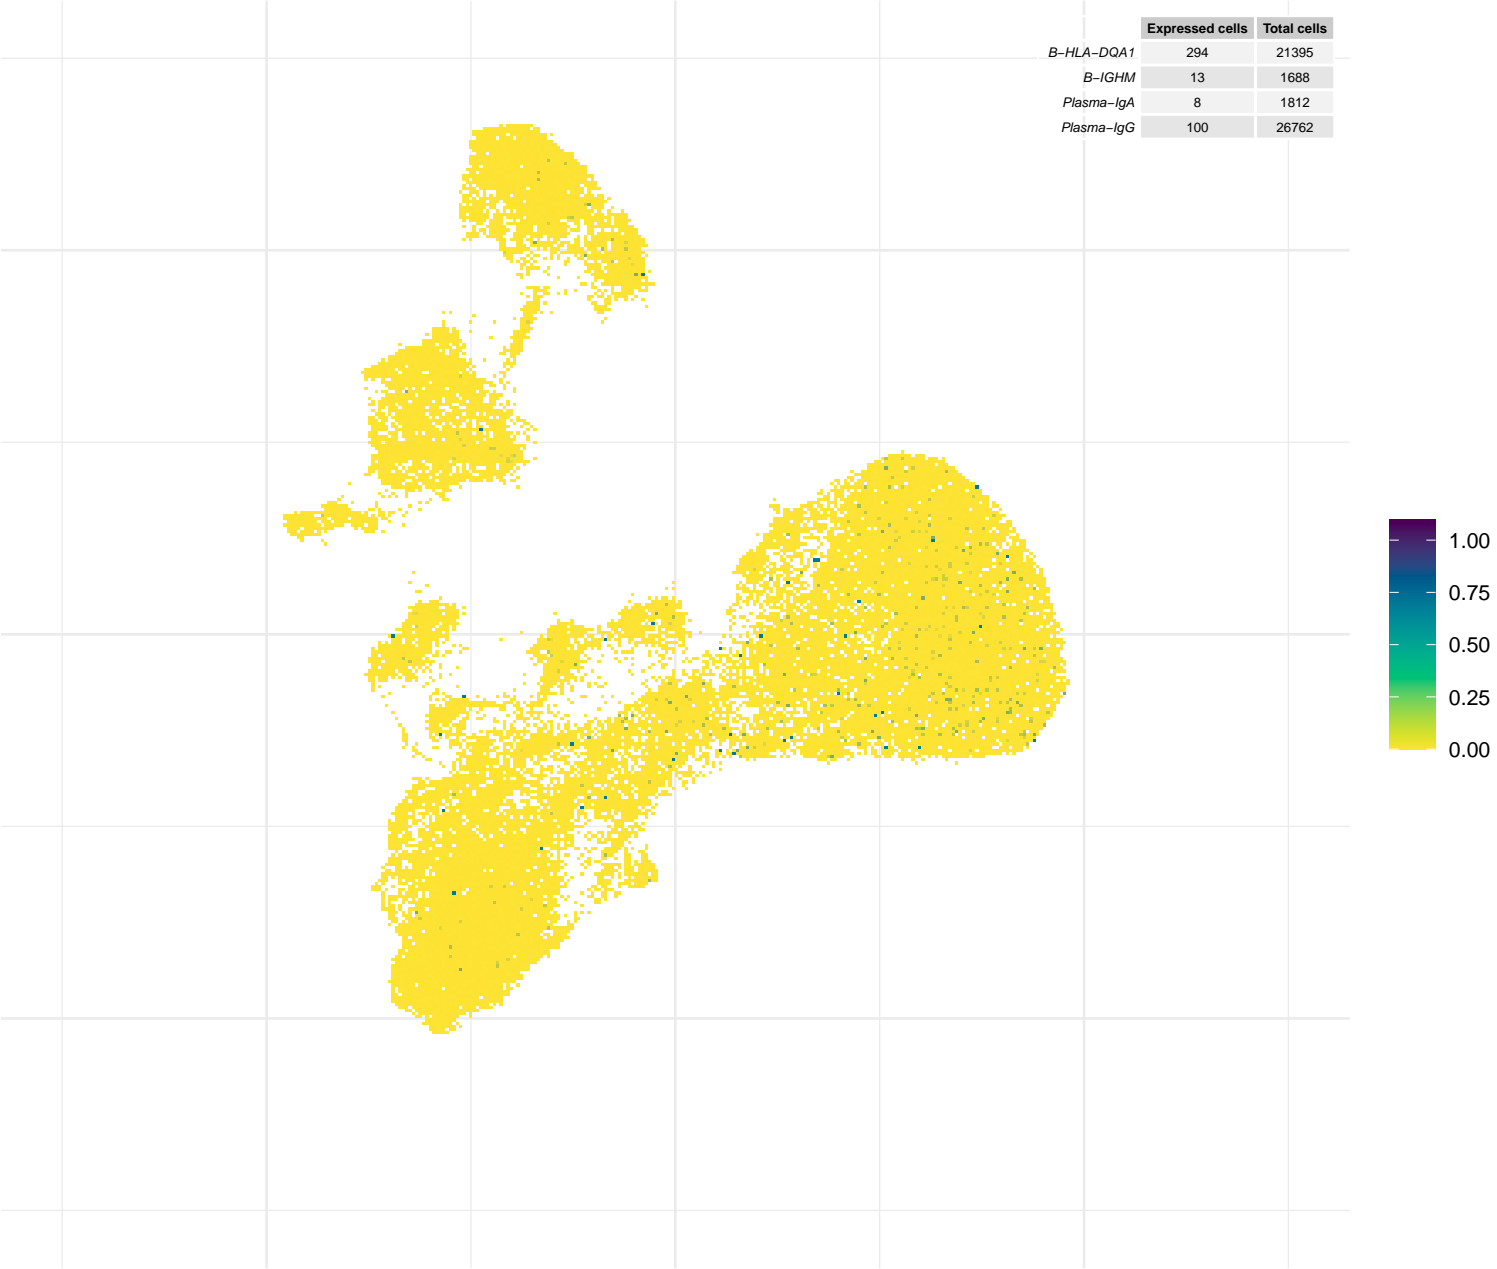 Expressed cells Total cells
B−HLA−DQA1 294 21395
B−IGHM 13 1688
Plasma−IgA 8 1812
Plasma−IgG 100 26762
1.00
0.75
0.50
0.25
0.00